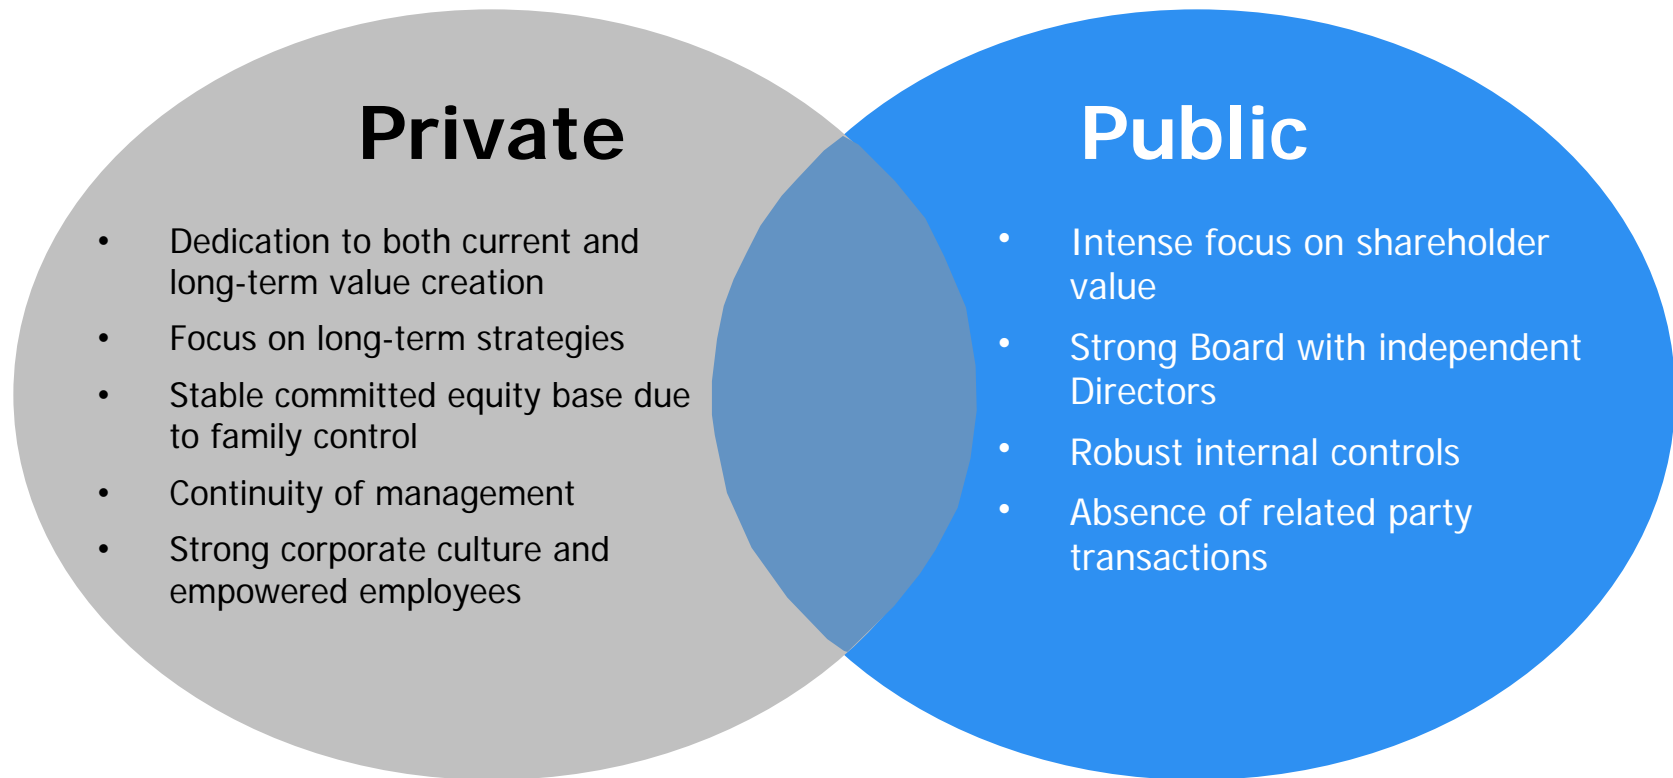 Private
• Dedication to both current and
long-term value creation
• Focus on long-term strategies
• Stable committed equity base due
to family control
• Continuity of management
• Strong corporate culture and
empowered employees
Public
• Intense focus on shareholder
value
• Strong Board with independent
Directors
• Robust internal controls
• Absence of related party
transactions